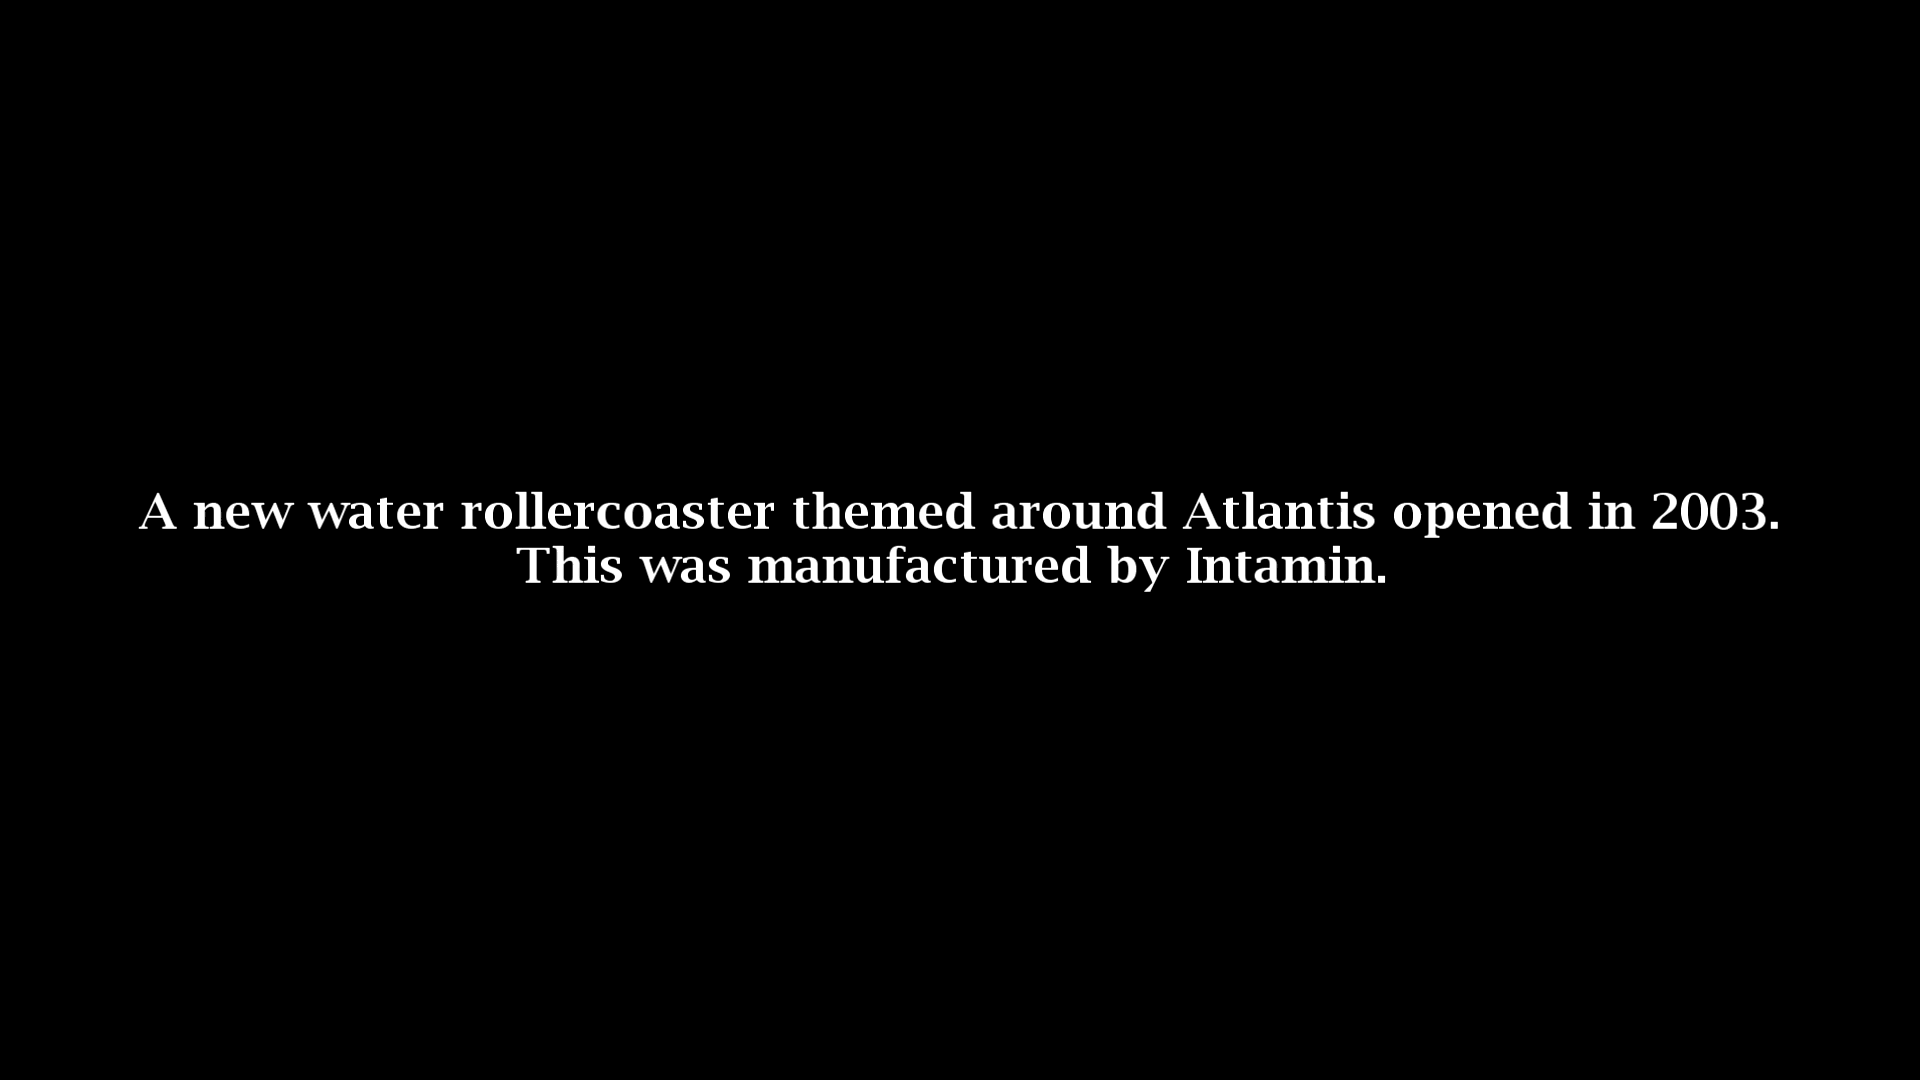 A new water rollercoaster themed around Atlantis opened in 2003.
This was manufactured by Intamin.